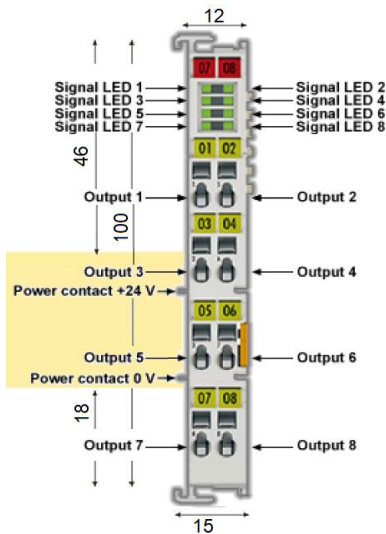 12
07 08
Signal LED 1 Signal LED 2
Signal LED 3 Signal LED 4
Signal LED 5 Signal LED 6
Signal LED 7 Signal LED 8
46
01 02
Output 1 Output 2
100
03 04
Output 3 Output 4
Power contact +24 V
05 06
Output 5 Output 6
Power contact 0 V
18
07 08
Output 7 Output 8
15